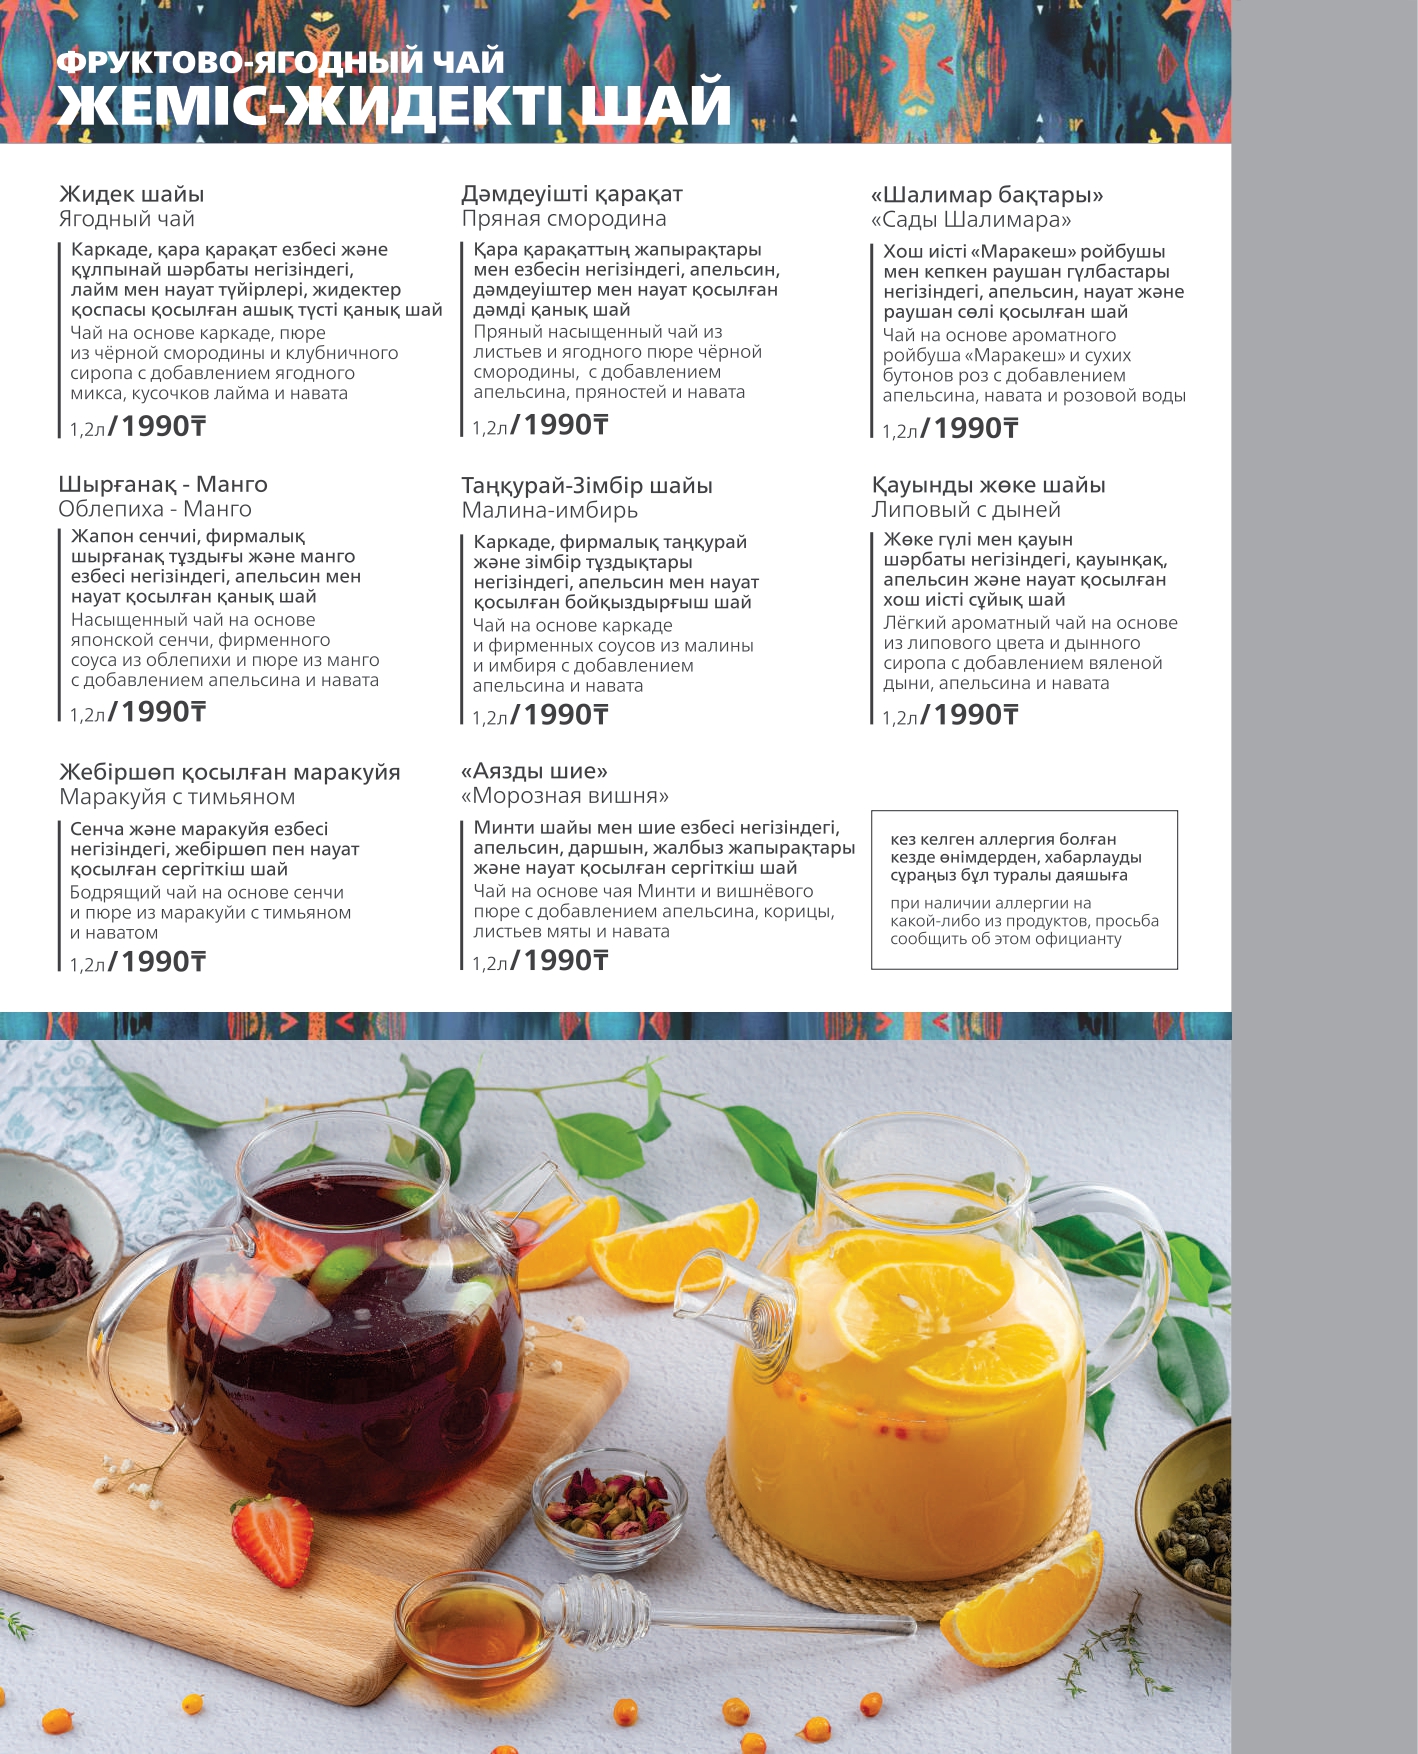 ФРУКТОВО-ЯГОДНЫЙ ЧАЙ
ЖЕМІС-ЖИДЕКТІ ШАЙ
Жидек шайы
Ягодный чай
Каркаде, қара қарақат езбесі және
құлпынай шәрбаты негізіндегі,
лайм мен науат түйірлері, жидектер
қоспасы қосылған ашық түсті қанық шай
Чай на основе каркаде, пюре
из чёрной смородины и клубничного
сиропа с добавлением ягодного
микса, кусочков лайма и навата
1,2л/1990₸
Дәмдеуішті қарақат
Пряная смородина
Қара қарақаттың жапырақтары
мен езбесін негізіндегі, апельсин,
дәмдеуіштер мен науат қосылған
дәмді қанық шай
Пряный насыщенный чай из
листьев и ягодного пюре чёрной
смородины, с добавлением
апельсина, пряностей и навата
1,2л/1990₸
«Шалимар бақтары»
«Сады Шалимара»
Хош иісті «Маракеш» ройбушы
мен кепкен раушан гүлбастары
негізіндегі, апельсин, науат және
раушан сөлі қосылған шай
Чай на основе ароматного
ройбуша «Маракеш» и сухих
бутонов роз с добавлением
апельсина, навата и розовой воды
1,2л/1990₸
Шырғанақ - Манго
Облепиха - Манго
Жапон сенчиі, фирмалық
шырғанақ тұздығы және манго
езбесі негізіндегі, апельсин мен
науат қосылған қанық шай
Насыщенный чай на основе
японской сенчи, фирменного
соуса из облепихи и пюре из манго
с добавлением апельсина и навата
1,2л/1990₸
Таңқурай-Зімбір шайы
Малина-имбирь
Каркаде, фирмалық таңқурай
және зімбір тұздықтары
негізіндегі, апельсин мен науат
қосылған бойқыздырғыш шай
Чай на основе каркаде
и фирменных соусов из малины
и имбиря с добавлением
апельсина и навата
1,2л/1990₸
Қауынды жөке шайы
Липовый с дыней
Жөке гүлі мен қауын
шәрбаты негізіндегі, қауынқақ,
апельсин және науат қосылған
хош иісті сұйық шай
Лёгкий ароматный чай на основе
из липового цвета и дынного
сиропа с добавлением вяленой
дыни, апельсина и навата
1,2л/1990₸
Жебіршөп қосылған маракуйя
Маракуйя с тимьяном
Сенча және маракуйя езбесі
негізіндегі, жебіршөп пен науат
қосылған сергіткіш шай
Бодрящий чай на основе сенчи
и пюре из маракуйи с тимьяном
и наватом
1,2л/1990₸
«Аязды шие»
«Морозная вишня»
Минти шайы мен шие езбесі негізіндегі,
апельсин, даршын, жалбыз жапырақтары
және науат қосылған сергіткіш шай
Чай на основе чая Минти и вишнёвого
пюре с добавлением апельсина, корицы,
листьев мяты и навата
1,2л/1990₸
кез келген аллергия болған
кезде өнімдерден, хабарлауды
сұраңыз бұл туралы даяшыға
при наличии аллергии на
какой-либо из продуктов, просьба
сообщить об этом официанту